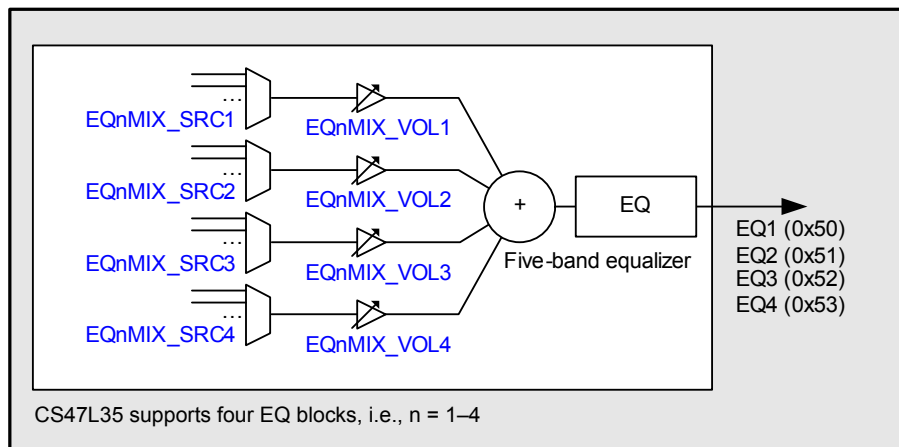 ...
EQnMIX_SRC1
EQnMIX_VOL1
...
EQnMIX_SRC2
EQnMIX_VOL2
...
EQnMIX_SRC3
EQnMIX_VOL3
...
EQnMIX_SRC4
EQnMIX_VOL4
+
EQ
Five-band equalizer
EQ1 (0x50)
EQ2 (0x51)
EQ3 (0x52)
EQ4 (0x53)
CS47L35 supports four EQ blocks, i.e., n = 1–4